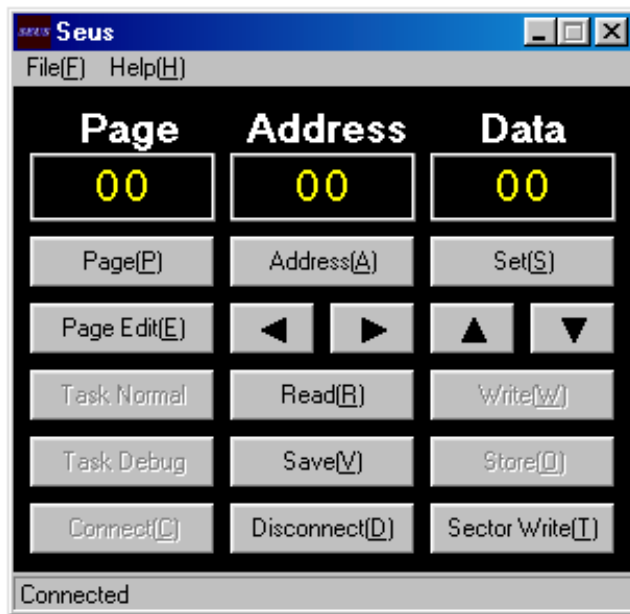 SEUS Seus
File(F) Help(H)
Page Address Data
00 00 00
Page(P) Address(A) Set(S)
Page Edit(E)
Task Normal Read(R) Write(W)
Task Debug Save(V) Store(O)
Connect(C) Disconnect(D) Sector Write(T)
Connected